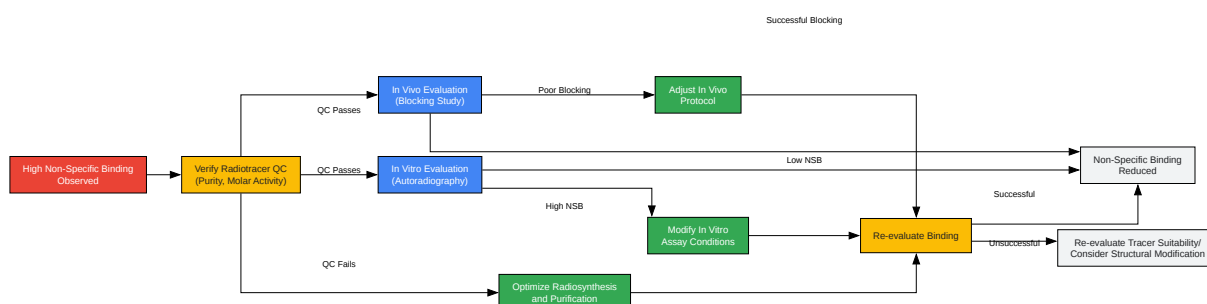 Successful Blocking
In Vivo Evaluation
(Blocking Study)
Poor Blocking
Adjust In Vivo
Protocol
QC Passes
High Non-Specific Binding
Observed
Verify Radiotracer QC
(Purity, Molar Activity)
QC Passes
In Vitro Evaluation
(Autoradiography)
Low NSB
Non-Specific Binding
Reduced
High NSB
Successful
Modify In Vitro
Assay Conditions
Re-evaluate Binding
Unsuccessful
Re-evaluate Tracer Suitability/
Consider Structural Modification
QC Fails
Optimize Radiosynthesis
and Purification